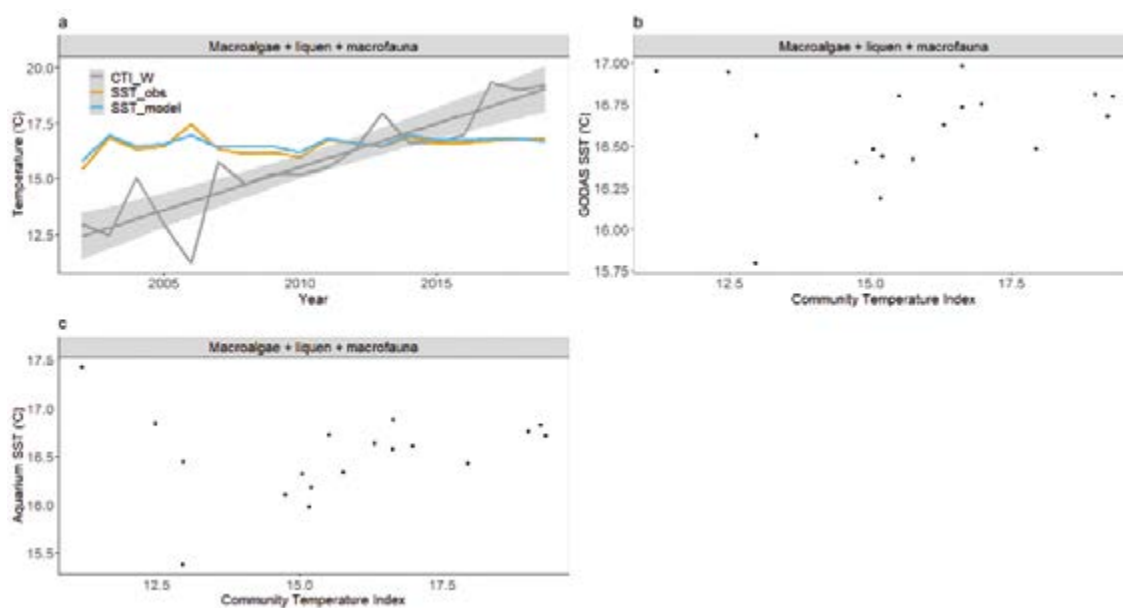 a
Macroalgae + liquen + macrofauna
20.0
17.5
15.0
12.5
Temperature (°C)
CTI_W
SST_obs
SST_model
2005 2010 2015
Year
b
Macroalgae + liquen + macrofauna
17.00
16.75
16.50
16.25
16.00
15.75
GODAS SST (°C)
12.5 15.0 17.5
Community Temperature Index
c
Macroalgae + liquen + macrofauna
17.5
17.0
16.5
16.0
15.5
Aquarium SST (°C)
12.5 15.0 17.5
Community Temperature Index